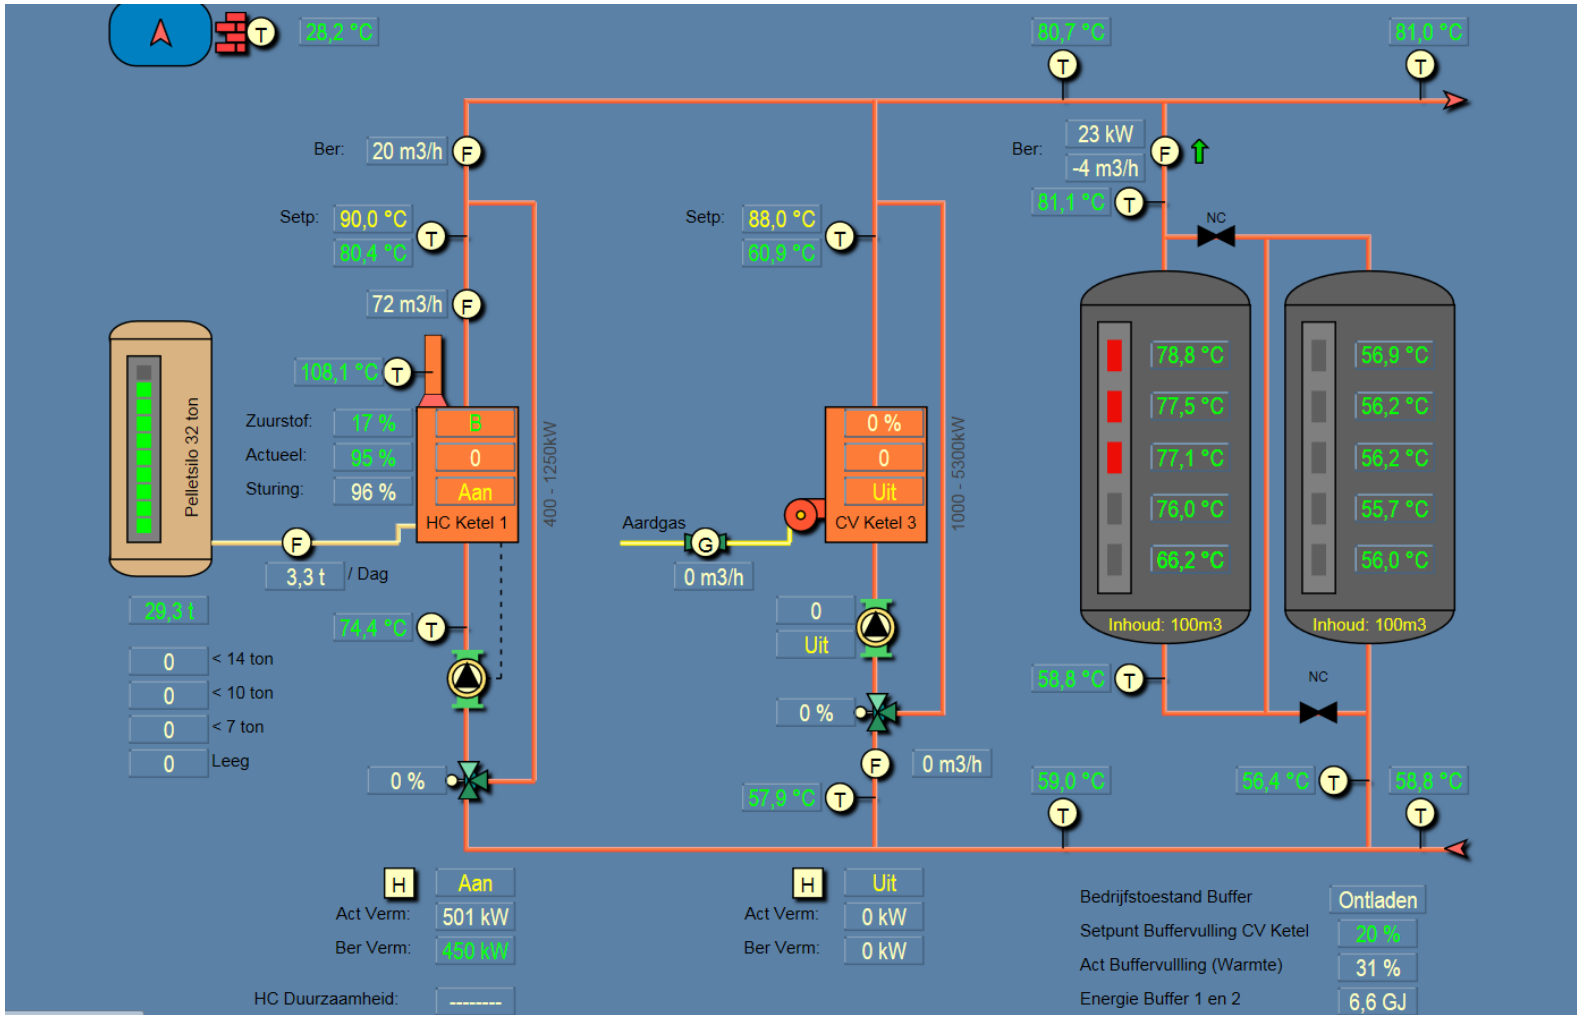 T 28,2 °C
80,7 °C
81,0 °C
T
T
Ber: 20 m3/h F
Ber: 23 kW
-4 m3/h
F
81,1 °C T
Setp: 90,0 °C
80,4 °C
T
Setp: 88,0 °C
60,9 °C
T
NC
72 m3/h F
108,1 °C T
Pelletsilo 32 ton
Zuurstof: 17 % B
Actueel: 95 % 0
Sturing: 96 % Aan
HC Ketel 1
400 - 1250kW
0 %
0
Uit
CV Ketel 3
1000 - 5300kW
Aardgas
G
0 m3/h
78,8 °C
77,5 °C
77,1 °C
76,0 °C
66,2 °C
Inhoud: 100m3
56,9 °C
56,2 °C
56,2 °C
55,7 °C
56,0 °C
Inhoud: 100m3
F
3,3 t / Dag
29,3 t
0 < 14 ton
0 < 10 ton
0 < 7 ton
0 Leeg
74,4 °C T
0
Uit
58,8 °C T
NC
0 %
0 %
F 0 m3/h
57,9 °C T
59,0 °C
T
56,4 °C T
58,8 °C
T
H Aan
Act Verm: 501 kW
Ber Verm: 450 kW
HC Duurzaamheid: --------
H Uit
Act Verm: 0 kW
Ber Verm: 0 kW
Bedrijfstoestand Buffer Ontladen
Setpunt Buffervulling CV Ketel 20 %
Act Buffervullling (Warmte) 31 %
Energie Buffer 1 en 2 6,6 GJ